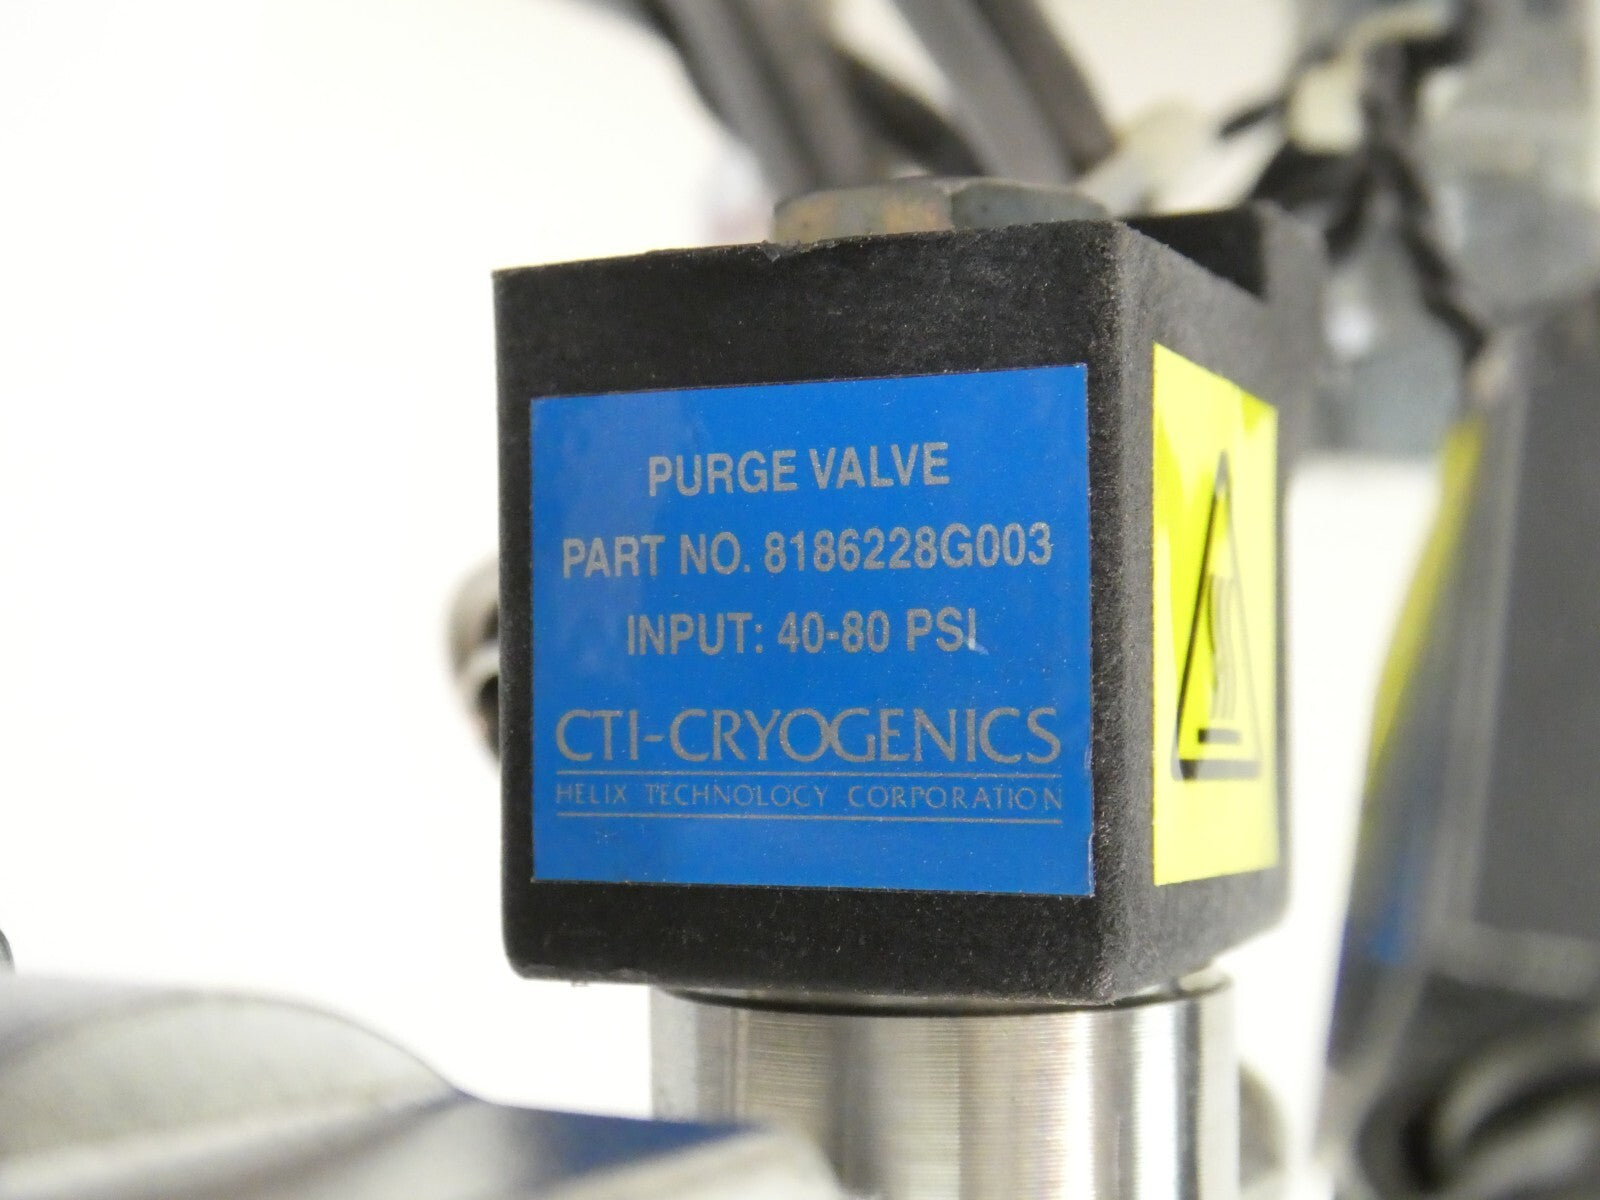 PURGE VALVE
PART NO. 8186228G003
INPUT: 40-80 PSI
CTI-CRYOGENICS
HELIX TECHNOLOGY CORPORATION